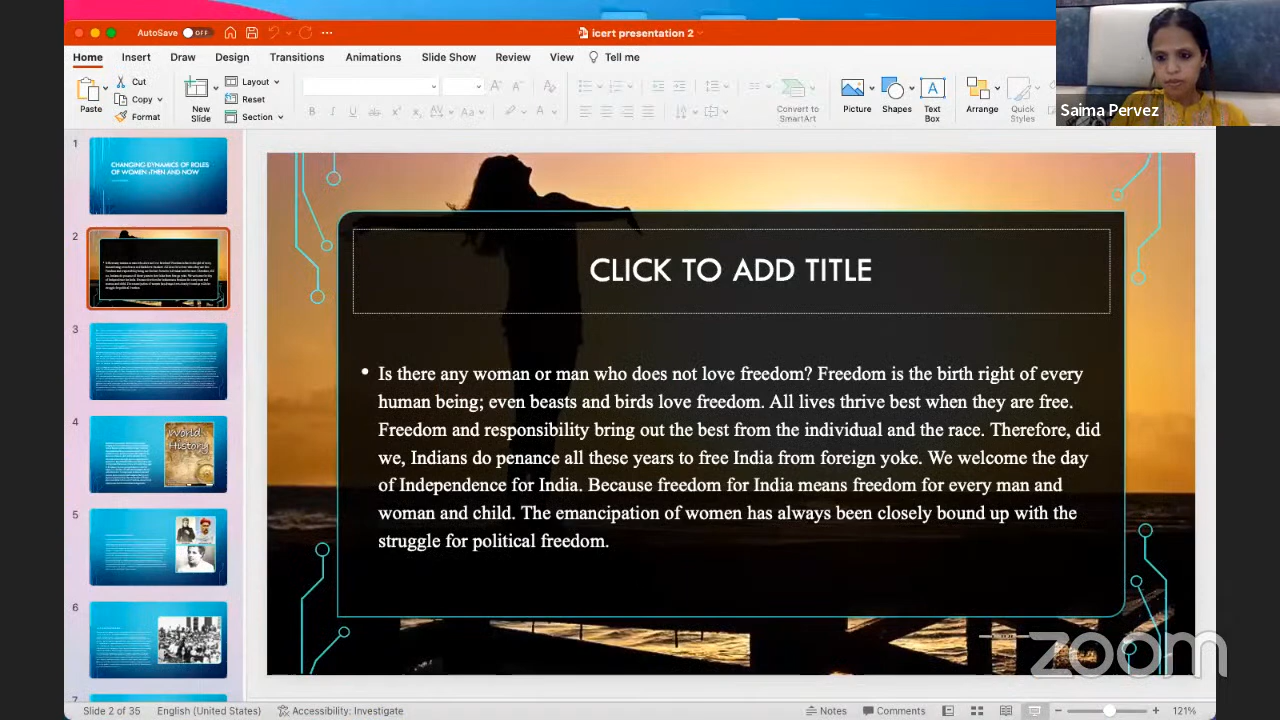 AutoSave OFF
icert presentation 2
Home Insert Draw Design Transitions Animations Slide Show Review View Tell me
Paste
Cut
Copy
Format
New Slide
Layout
Reset
Section
Convert to SmartArt
Picture
Shapes
Text Box
Arrange
Quick Styles
Saima Pervez
1
CHANGING DYNAMICS OF ROLES
OF WOMEN :THEN AND NOW
2
3
4
World
History
5
6
7
CLICK TO ADD TITLE
• Is there any woman or man who does not love freedom? Freedom is the birth right of every
human being; even beasts and birds love freedom. All lives thrive best when they are free.
Freedom and responsibility bring out the best from the individual and the race. Therefore, did
we, Indians do penance all these years to free India from foreign yoke. We welcome the day
of Independence for India. Because freedom for India means freedom for every man and
woman and child. The emancipation of women has always been closely bound up with the
struggle for political freedom.
zoom
Slide 2 of 35 English (United States) Accessibility: Investigate Notes Comments 121%